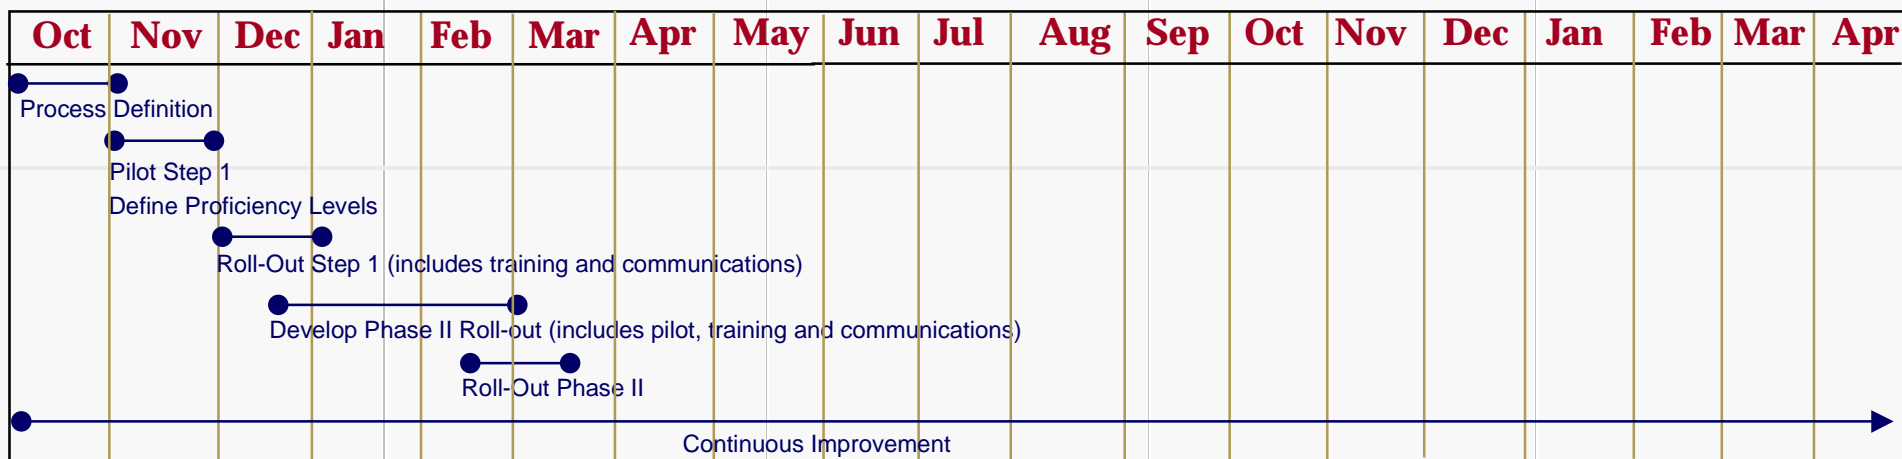 Oct Nov Dec Jan Feb Mar Apr May Jun Jul Aug Sep Oct Nov Dec Jan Feb Mar Apr
Process Definition
Pilot Step 1
Define Proficiency Levels
Roll-Out Step 1 (includes training and communications)
Develop Phase II Roll-out (includes pilot, training and communications)
Roll-Out Phase II
Continuous Improvement